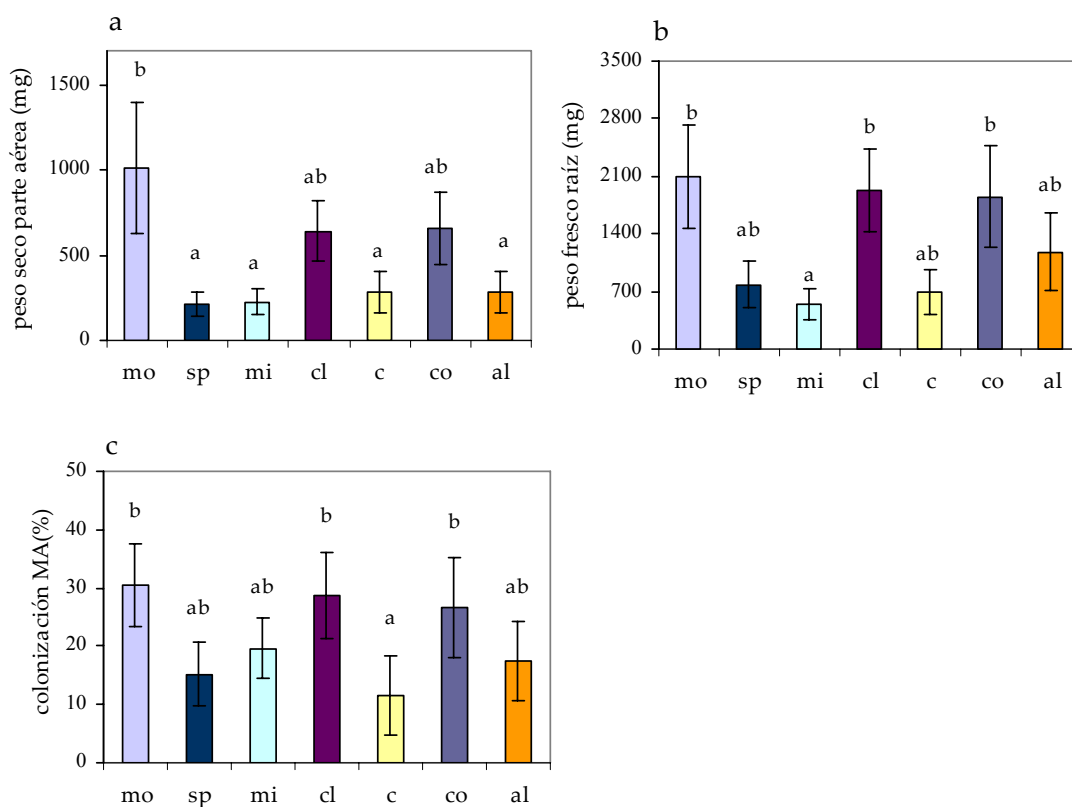 a
peso seco parte aérea (mg)
1500
1000
500
0
b
a
a
ab
a
ab
a
mo sp mi cl c co al
b
peso fresco raíz (mg)
3500
2800
2100
1400
700
0
b
ab
a
b
ab
b
ab
mo sp mi cl c co al
c
colonización MA(%)
50
40
30
20
10
0
b
ab
ab
b
a
b
ab
mo sp mi cl c co al